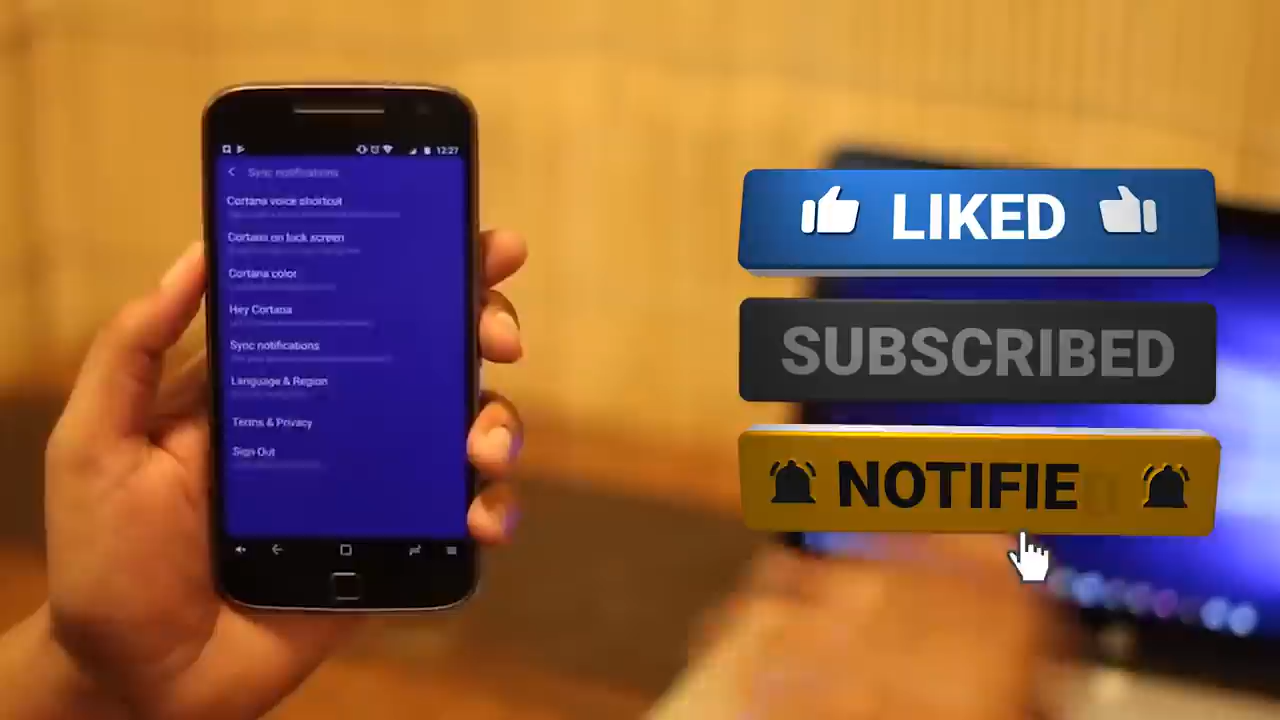 12:27
Sync notifications
Cortana voice shortcut
Cortana on lock screen
Cortana color
Hey Cortana
Sync notifications
Language & Region
Terms & Privacy
Sign Out
LIKED
SUBSCRIBED
NOTIFIED